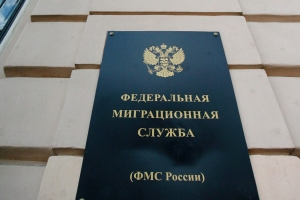 ФЕДЕРАЛЬНАЯ
МИГРАЦИОННАЯ
СЛУЖБА
(ФМС России)